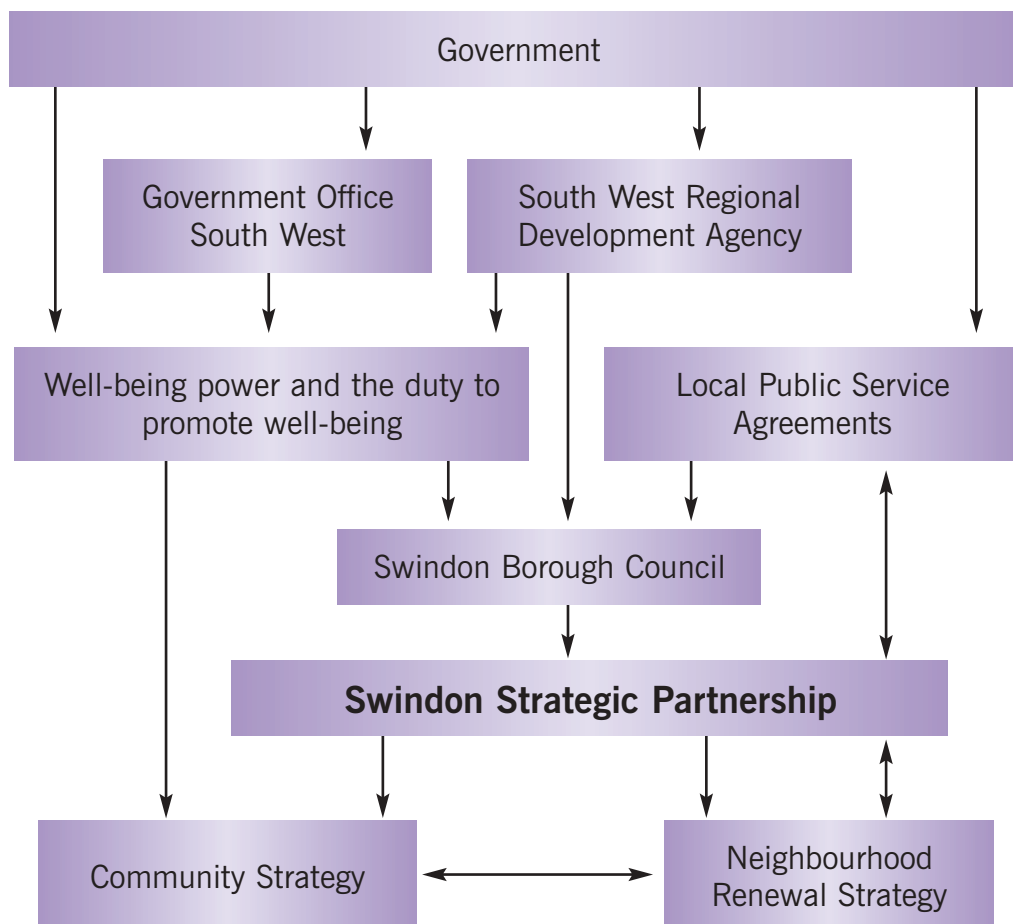 Government
Government Office
South West
South West Regional
Development Agency
Well-being power and the duty to
promote well-being
Local Public Service
Agreements
Swindon Borough Council
Swindon Strategic Partnership
Community Strategy
Neighbourhood
Renewal Strategy